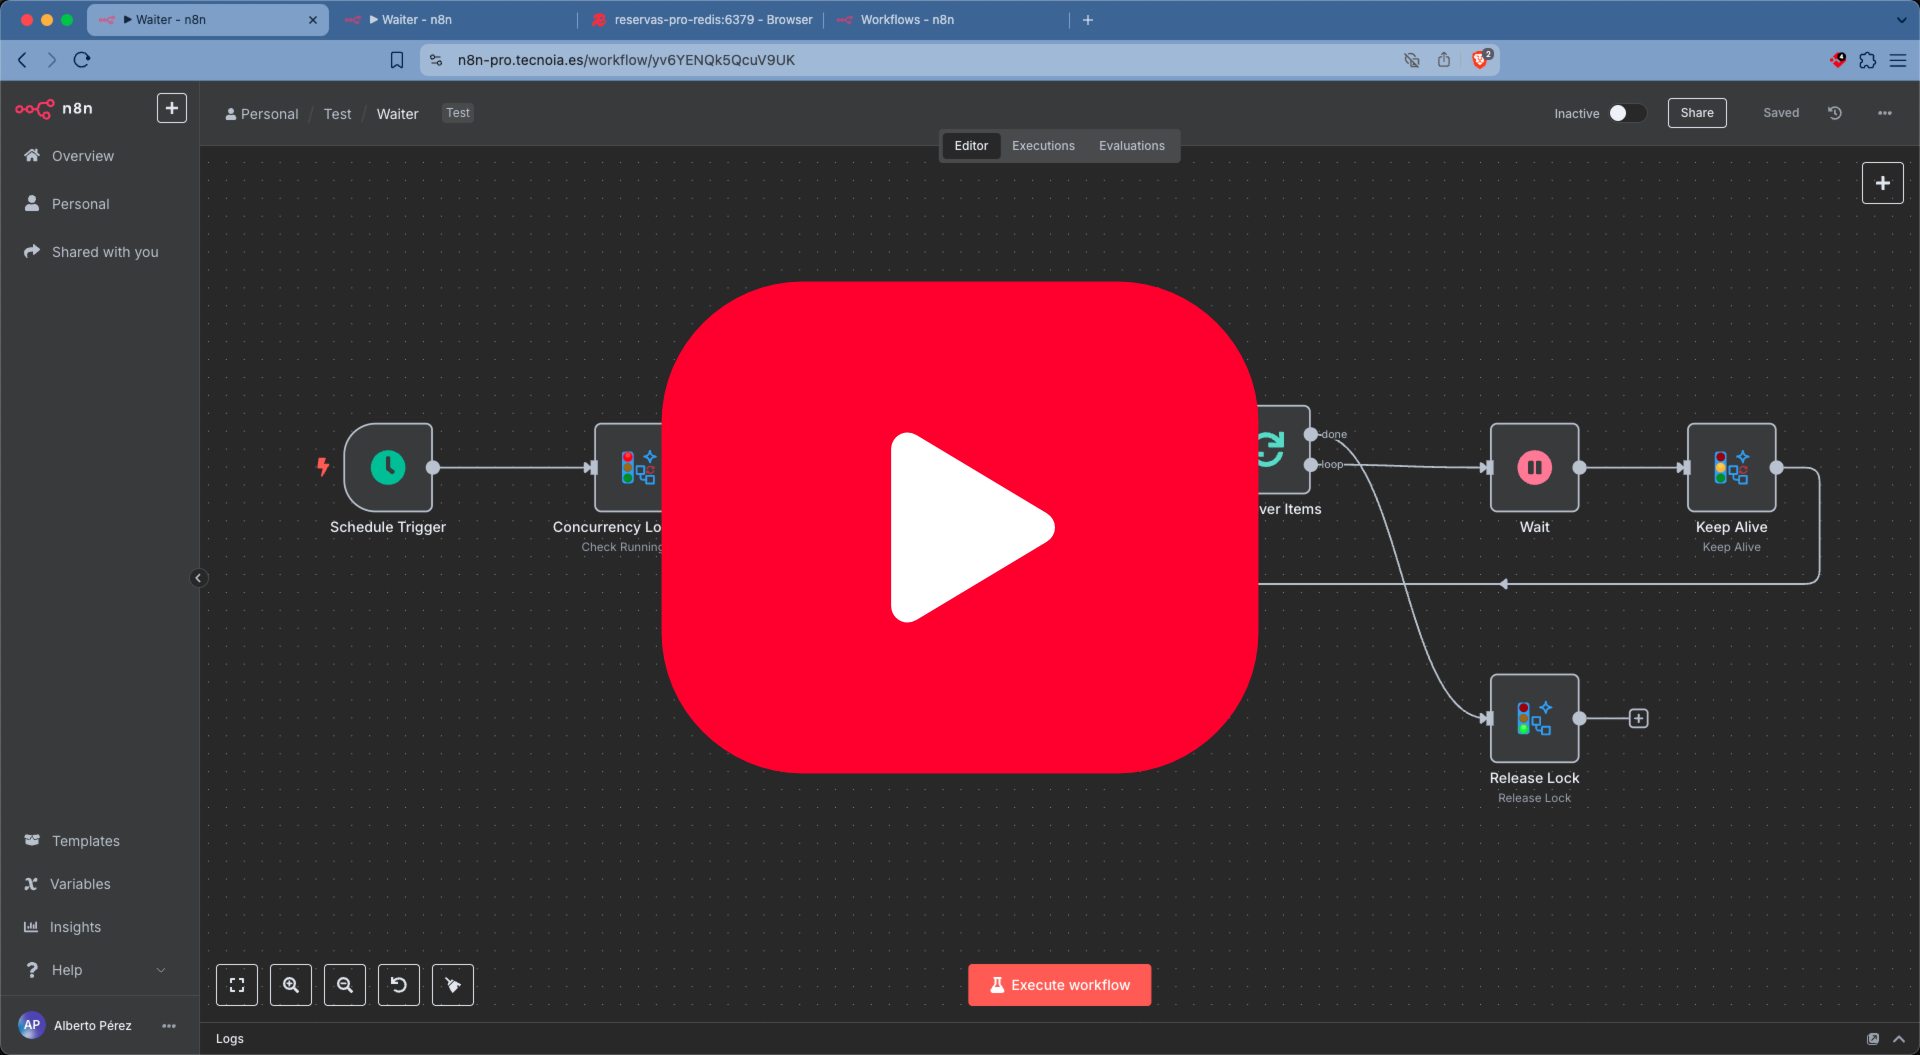 Waiter - n8n
Waiter - n8n
reservas-pro-redis:6379 - Browser
Workflows - n8n
n8n-pro.tecnoia.es/workflow/yv6YENQk5QcuV9UK
2
n8n
Personal / Test / Waiter
Test
Inactive
Share
Saved
Editor
Executions
Evaluations
Overview
Personal
Shared with you
done
loop
Schedule Trigger
Concurrency Lo
Check Running
ver Items
Wait
Keep Alive
Keep Alive
Release Lock
Release Lock
Templates
Variables
Insights
Help
Execute workflow
AP
Alberto Pérez
Logs